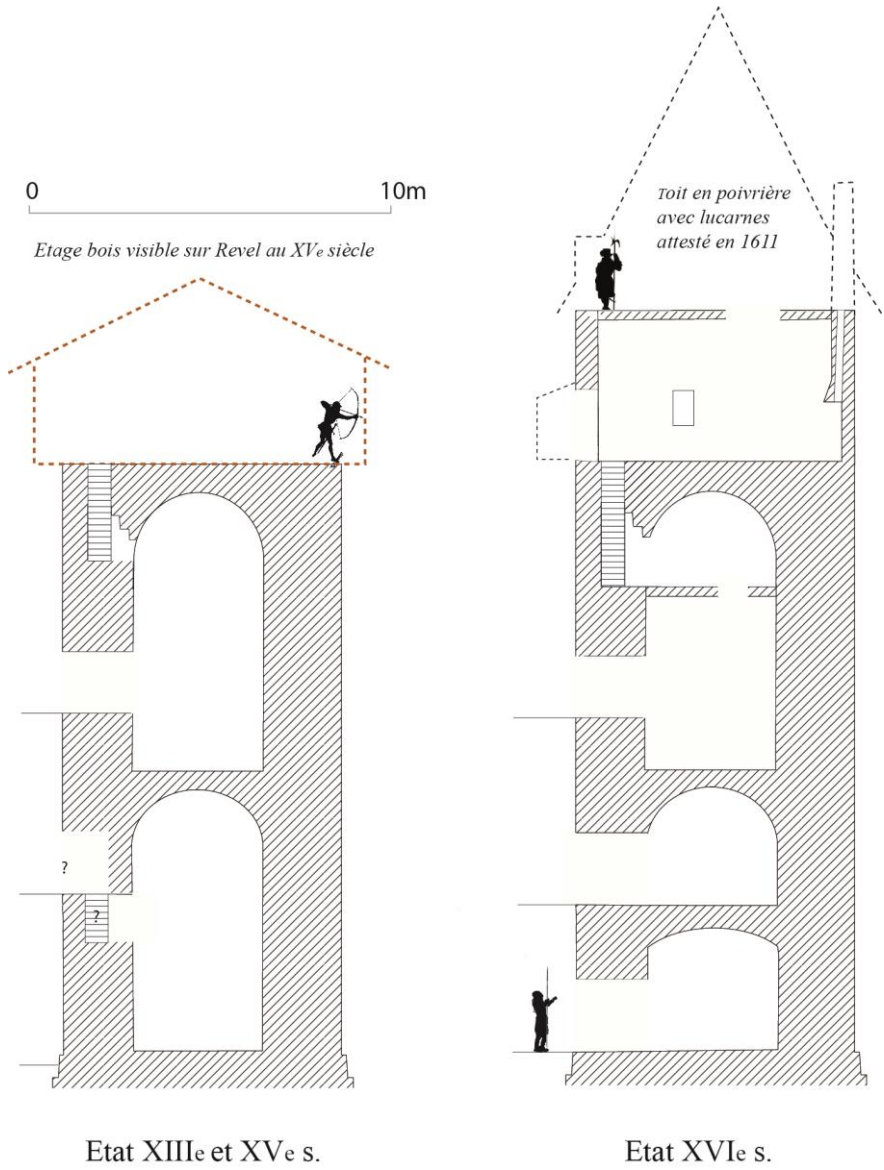 0 10m
Etage bois visible sur Revel au XVe siècle
Toit en poivrière
avec lucarnes
attesté en 1611
?
?
Etat XIIIe et XVe s.
Etat XVIe s.